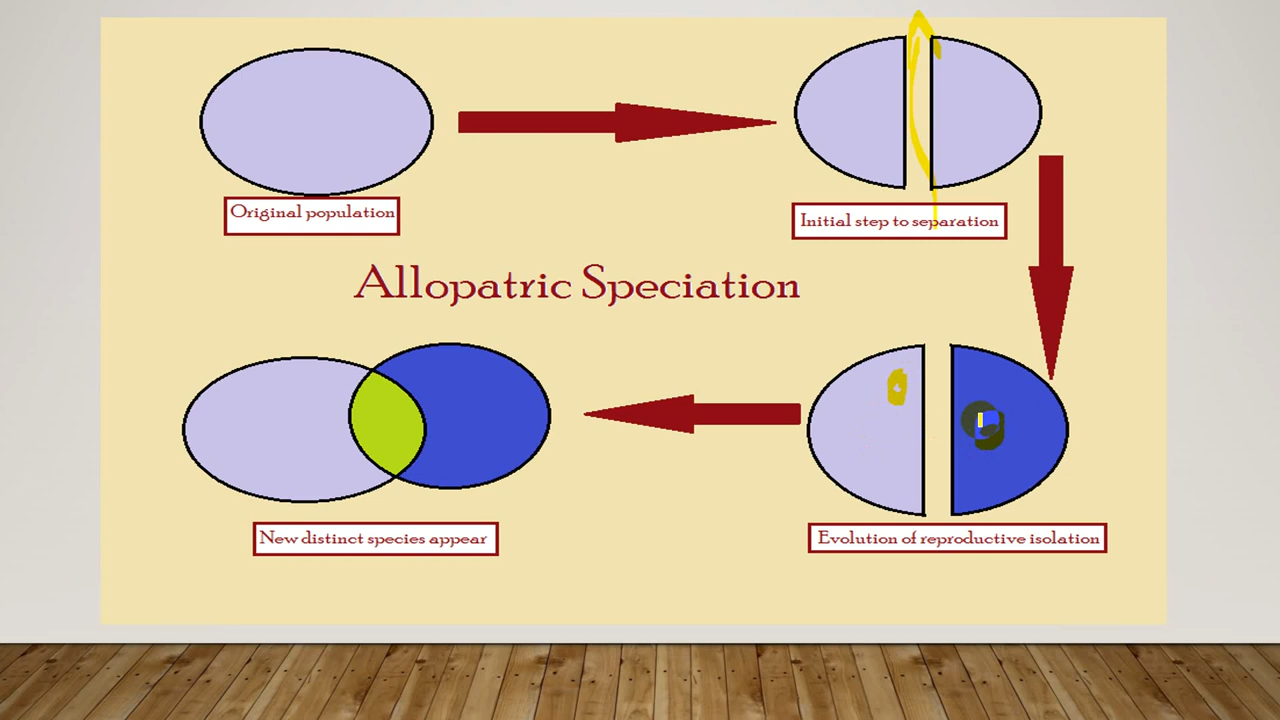 Original population
Initial step to separation
Allopatric Speciation
New distinct species appear
Evolution of reproductive isolation